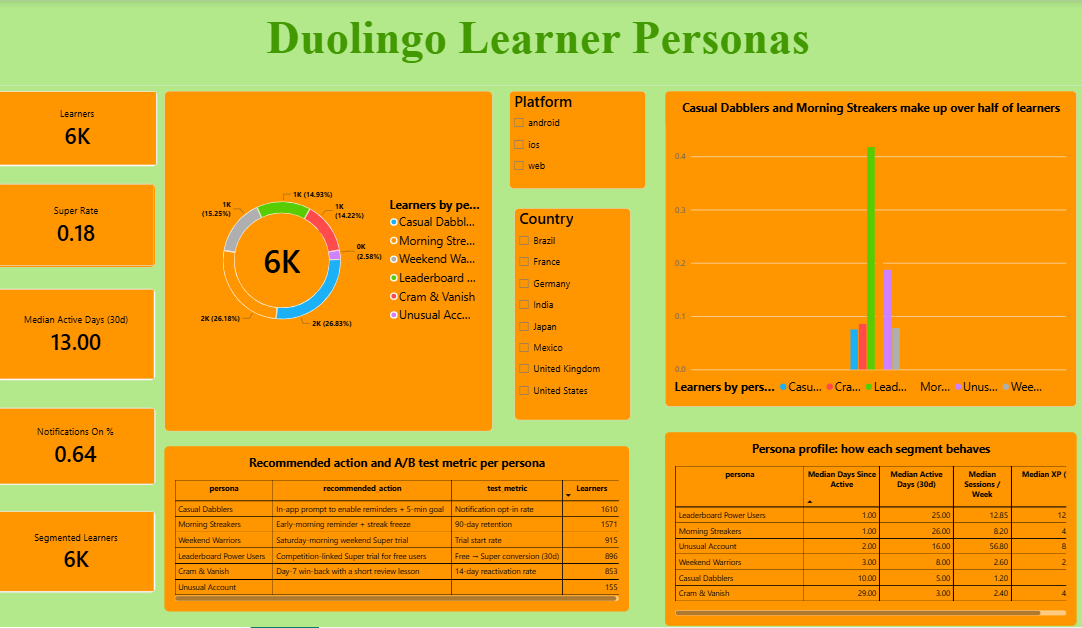 Duolingo Learner Personas
Learners
6K
Super Rate
0.18
Median Active Days (30d)
13.00
Notifications On %
0.64
Segmented Learners
6K
1K (14.93%)
1K
(15.25%)
1K
(14.22%)
0K
(2.58%)
2K (26.18%)
2K (26.83%)
6K
Learners by pe...
Casual Dabbl...
Morning Stre...
Weekend Wa...
Leaderboard ...
Cram & Vanish
Unusual Acc...
Platform
android
ios
web
Country
Brazil
France
Germany
India
Japan
Mexico
United Kingdom
United States
Casual Dabblers and Morning Streakers make up over half of learners
0.4
0.3
0.2
0.1
0.0
Learners by pers... Casu... Cra... Lead... Mor... Unus... Wee...
Recommended action and A/B test metric per persona
persona recommended_action test_metric Learners
Casual Dabblers In-app prompt to enable reminders + 5-min goal Notification opt-in rate 1610
Morning Streakers Early-morning reminder + streak freeze 90-day retention 1571
Weekend Warriors Saturday-morning weekend Super trial Trial start rate 915
Leaderboard Power Users Competition-linked Super trial for free users Free → Super conversion (30d) 896
Cram & Vanish Day-7 win-back with a short review lesson 14-day reactivation rate 853
Unusual Account 155
Persona profile: how each segment behaves
persona Median Days Since Active Median Active Days (30d) Median Sessions / Week Median XP (
Leaderboard Power Users 1.00 25.00 12.85 12
Morning Streakers 1.00 26.00 8.20 4
Unusual Account 2.00 16.00 56.80 8
Weekend Warriors 3.00 8.00 2.60 2
Casual Dabblers 10.00 5.00 1.20
Cram & Vanish 29.00 3.00 2.40 4